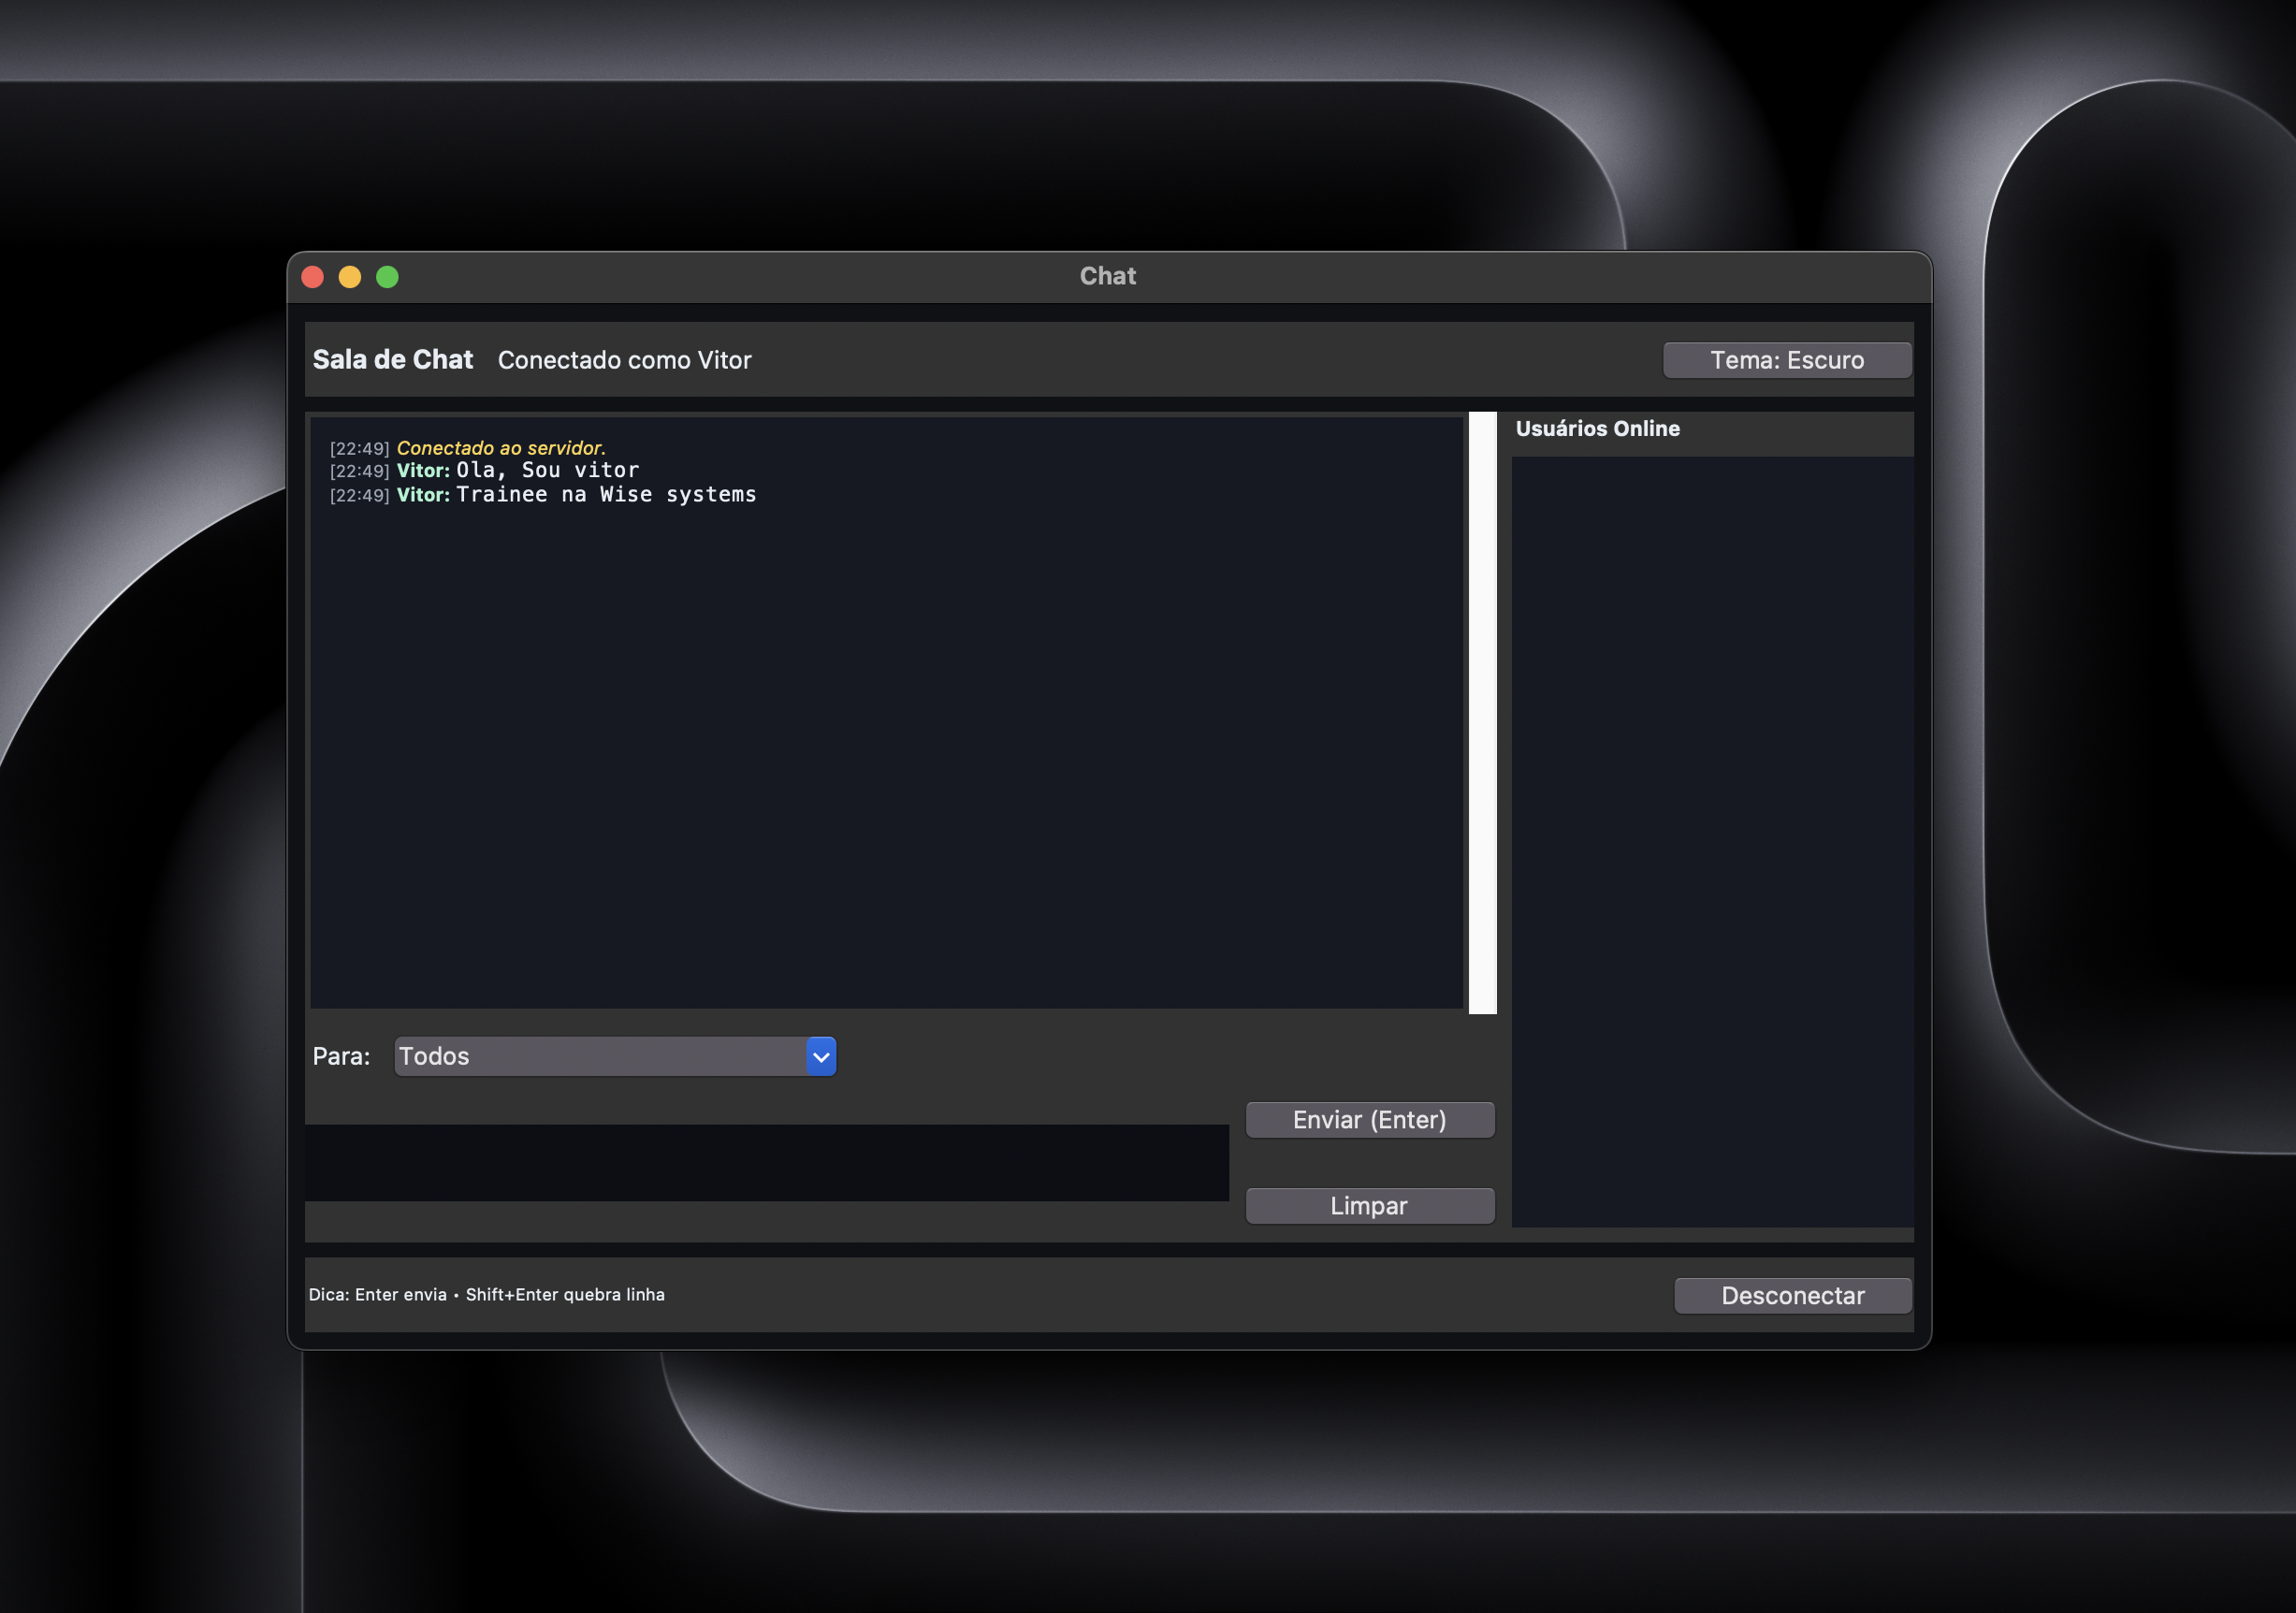 Chat
Sala de Chat Conectado como Vitor
Tema: Escuro
[22:49] Conectado ao servidor.
[22:49] Vitor: Ola, Sou vitor
[22:49] Vitor: Trainee na Wise systems
Usuários Online
Para: Todos
Enviar (Enter)
Limpar
Dica: Enter envia • Shift+Enter quebra linha
Desconectar